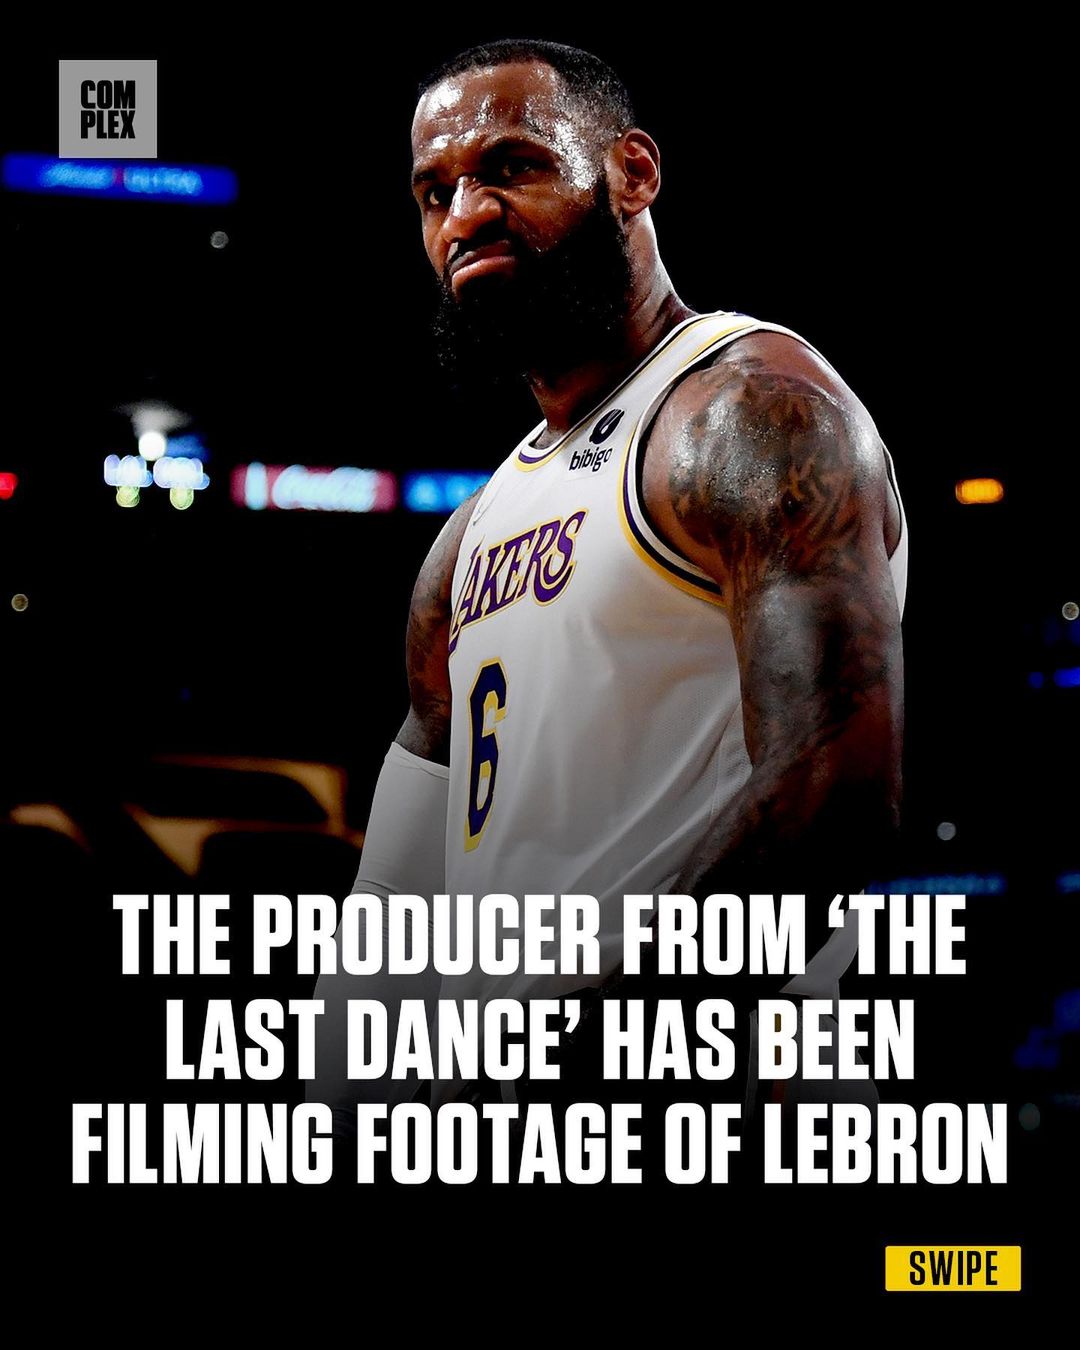 COM
PLEX
bibigo
LAKERS
6
THE PRODUCER FROM ‘THE
LAST DANCE’ HAS BEEN
FILMING FOOTAGE OF LEBRON
SWIPE